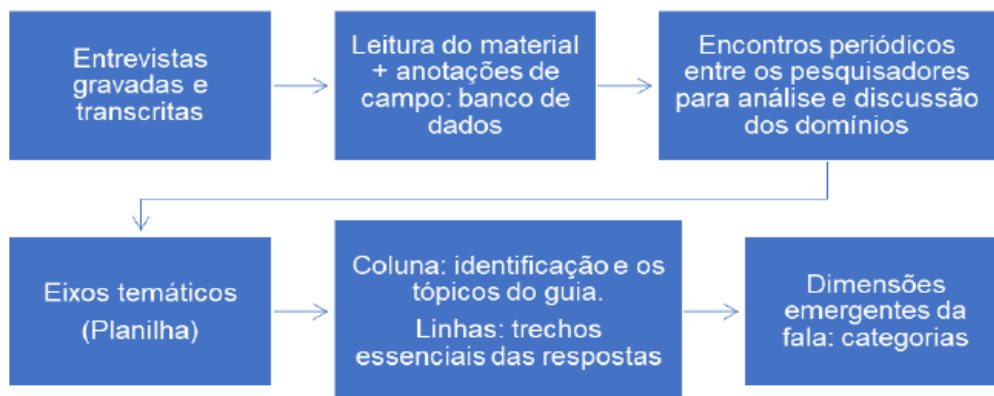 Entrevistas
gravadas e
transcritas
Leitura do material
+ anotações de
campo: banco de
dados
Encontros periódicos
entre os pesquisadores
para análise e discussão
dos domínios
Eixos temáticos
(Planilha)
Coluna: identificação e os
tópicos do guia.
Linhas: trechos
essenciais das respostas
Dimensões
emergentes da
fala: categorias